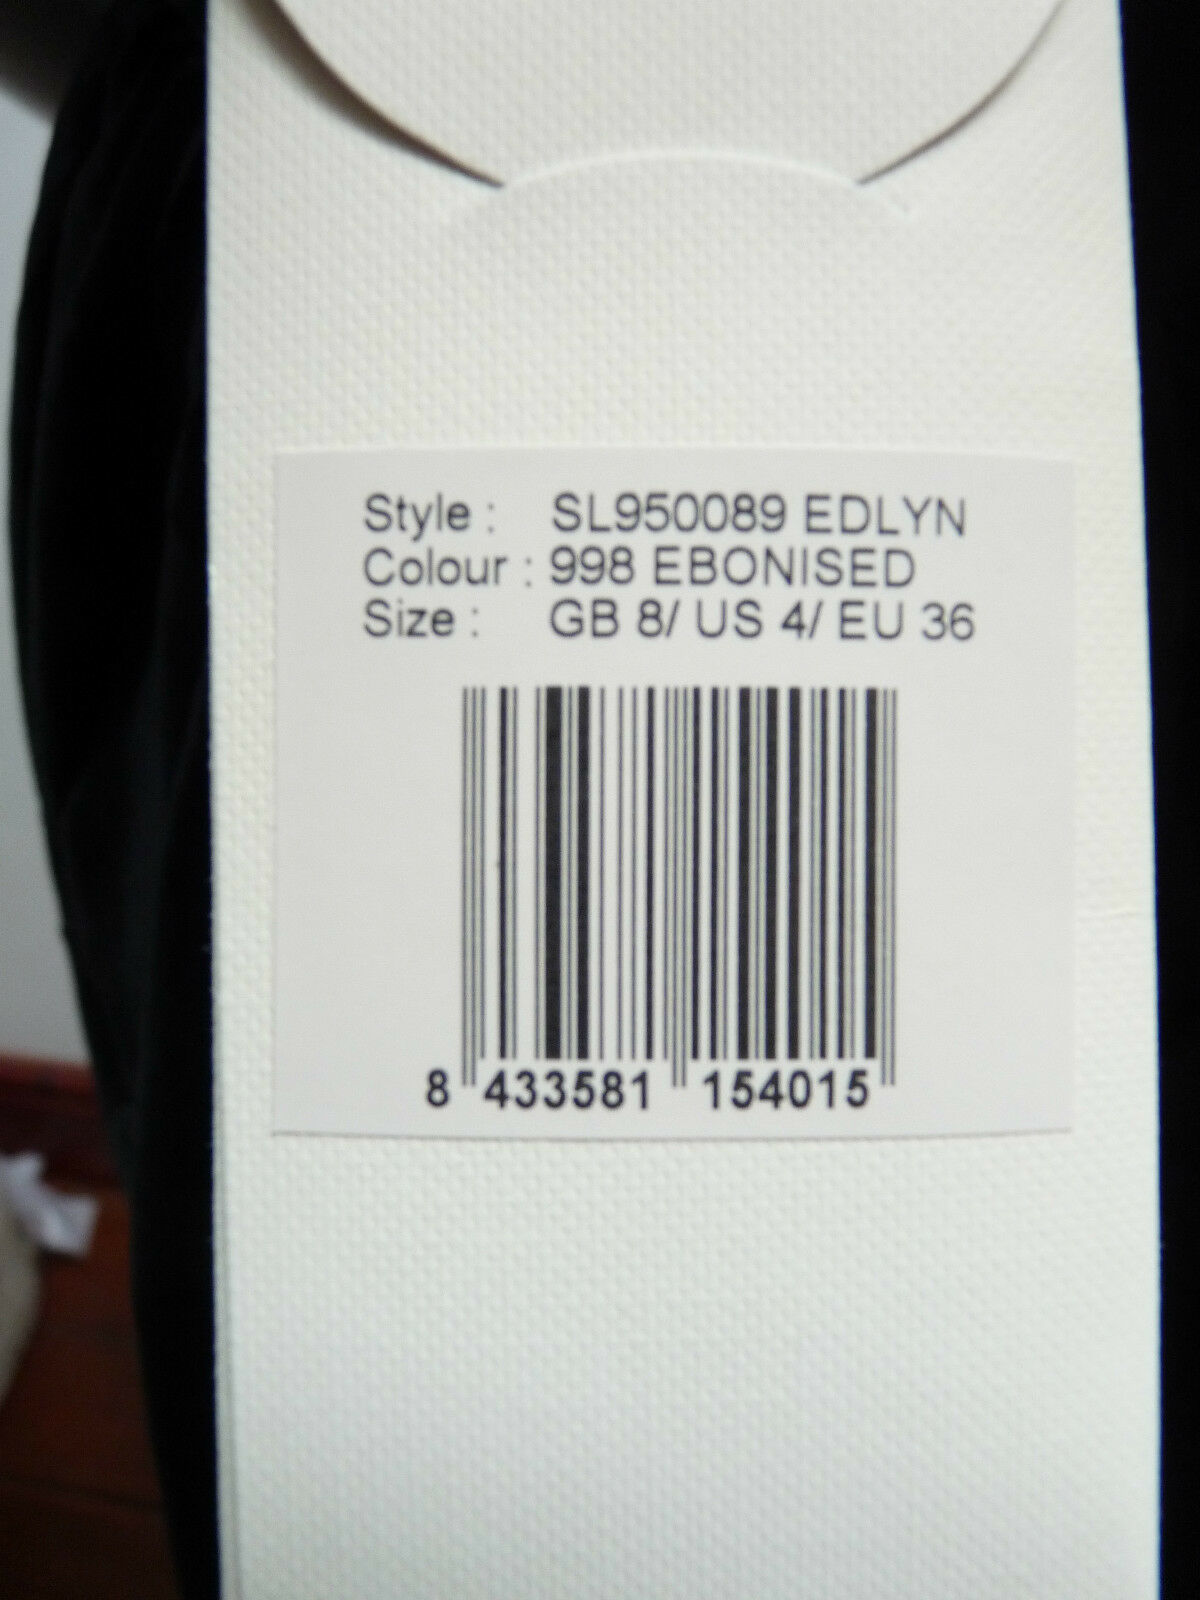 Style : SL950089 EDLYN
Colour : 998 EBONISED
Size : GB 8/ US 4/ EU 36
8 433581 154015